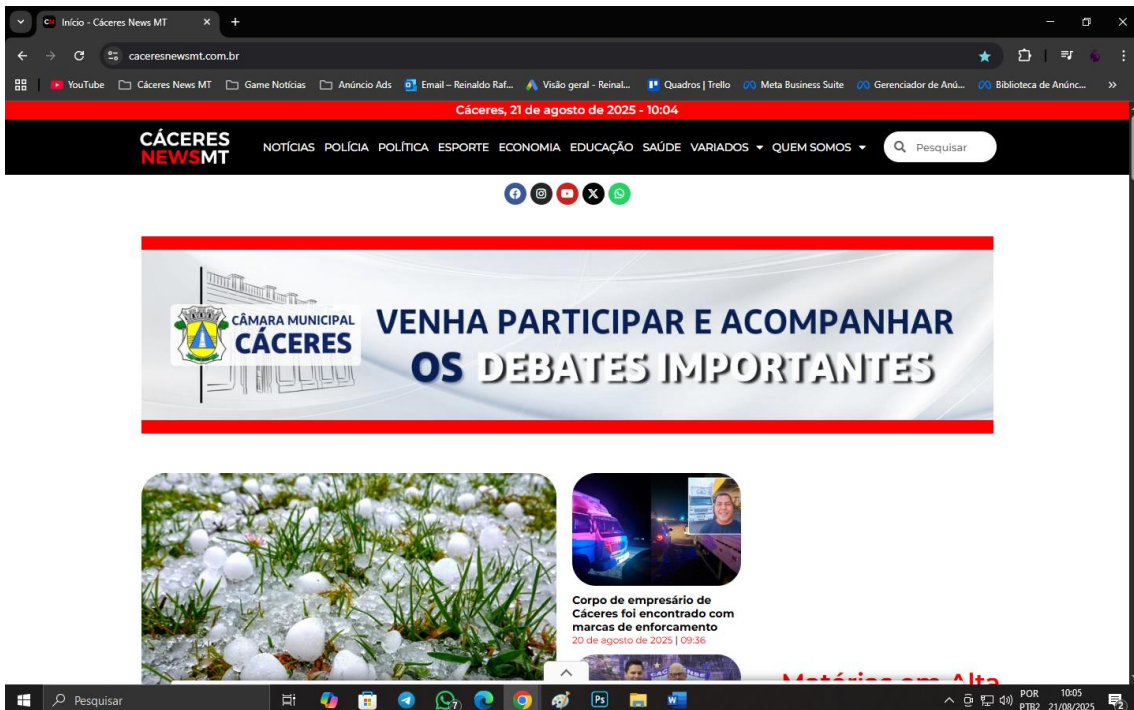 Início - Cáceres News MT
caceresnewsmt.com.br
YouTube Cáceres News MT Game Notícias Anúncio Ads Email – Reinaldo Raf... Visão geral - Reinal... Quadros | Trello Meta Business Suite Gerenciador de Anú... Biblioteca de Anúnc...
Cáceres, 21 de agosto de 2025 - 10:04
CÁCERES
NEWSMT
NOTÍCIAS POLÍCIA POLÍTICA ESPORTE ECONOMIA EDUCAÇÃO SAÚDE VARIADOS QUEM SOMOS Pesquisar
CÂMARA MUNICIPAL
CÁCERES
VENHA PARTICIPAR E ACOMPANHAR
OS DEBATES IMPORTANTES
Corpo de empresário de
Cáceres foi encontrado com
marcas de enforcamento
20 de agosto de 2025 | 09:36
Matérias em Alta
Pesquisar
POR 10:05
PTB2 21/08/2025